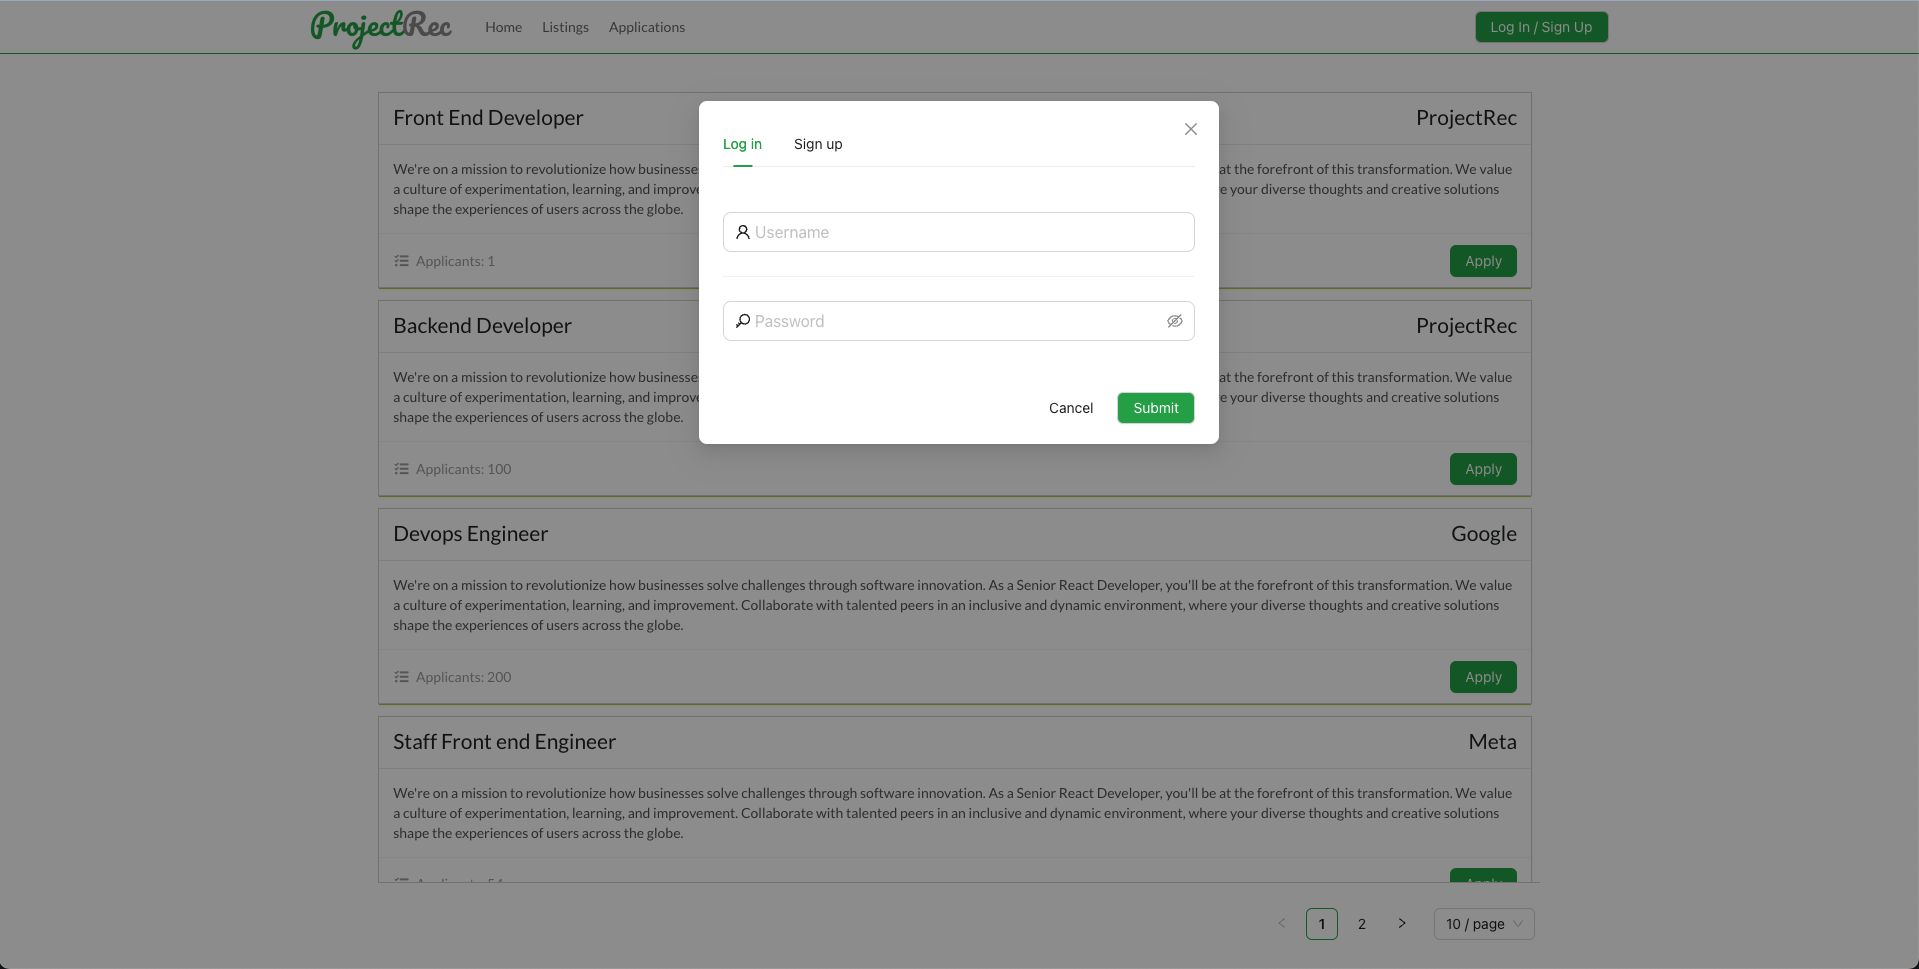 ProjectRec
Home Listings Applications
Log In / Sign Up
Front End Developer
ProjectRec
We're on a mission to revolutionize how businesses
at the forefront of this transformation. We value
a culture of experimentation, learning, and
your diverse thoughts and creative solutions
shape the experiences of users across the globe.
Applicants: 1
Apply
Log in Sign up
Username
Password
Cancel Submit
Backend Developer
ProjectRec
We're on a mission to revolutionize how businesses
at the forefront of this transformation. We value
a culture of experimentation, learning, and
your diverse thoughts and creative solutions
shape the experiences of users across the globe.
Applicants: 100
Apply
Devops Engineer
Google
We're on a mission to revolutionize how businesses solve challenges through software innovation. As a Senior React Developer, you'll be at the forefront of this transformation. We value
a culture of experimentation, learning, and improvement. Collaborate with talented peers in an inclusive and dynamic environment, where your diverse thoughts and creative solutions
shape the experiences of users across the globe.
Applicants: 200
Apply
Staff Front end Engineer
Meta
We're on a mission to revolutionize how businesses solve challenges through software innovation. As a Senior React Developer, you'll be at the forefront of this transformation. We value
a culture of experimentation, learning, and improvement. Collaborate with talented peers in an inclusive and dynamic environment, where your diverse thoughts and creative solutions
shape the experiences of users across the globe.
1 2
10 / page